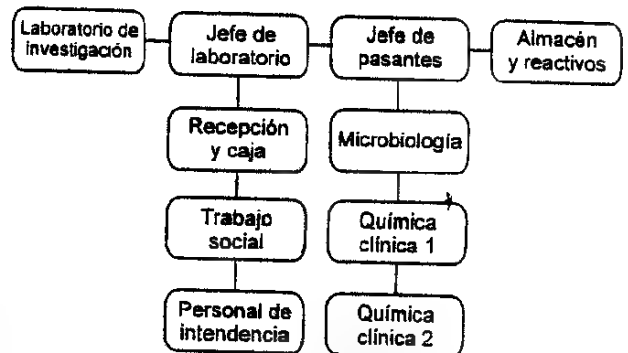 Laboratorio de
investigación
Jefe de
laboratorio
Jefe de
pasantes
Almacén
y reactivos
Recepción
y caja
Microbiología
Trabajo
social
Química
clínica 1
Personal de
intendencia
Química
clínica 2